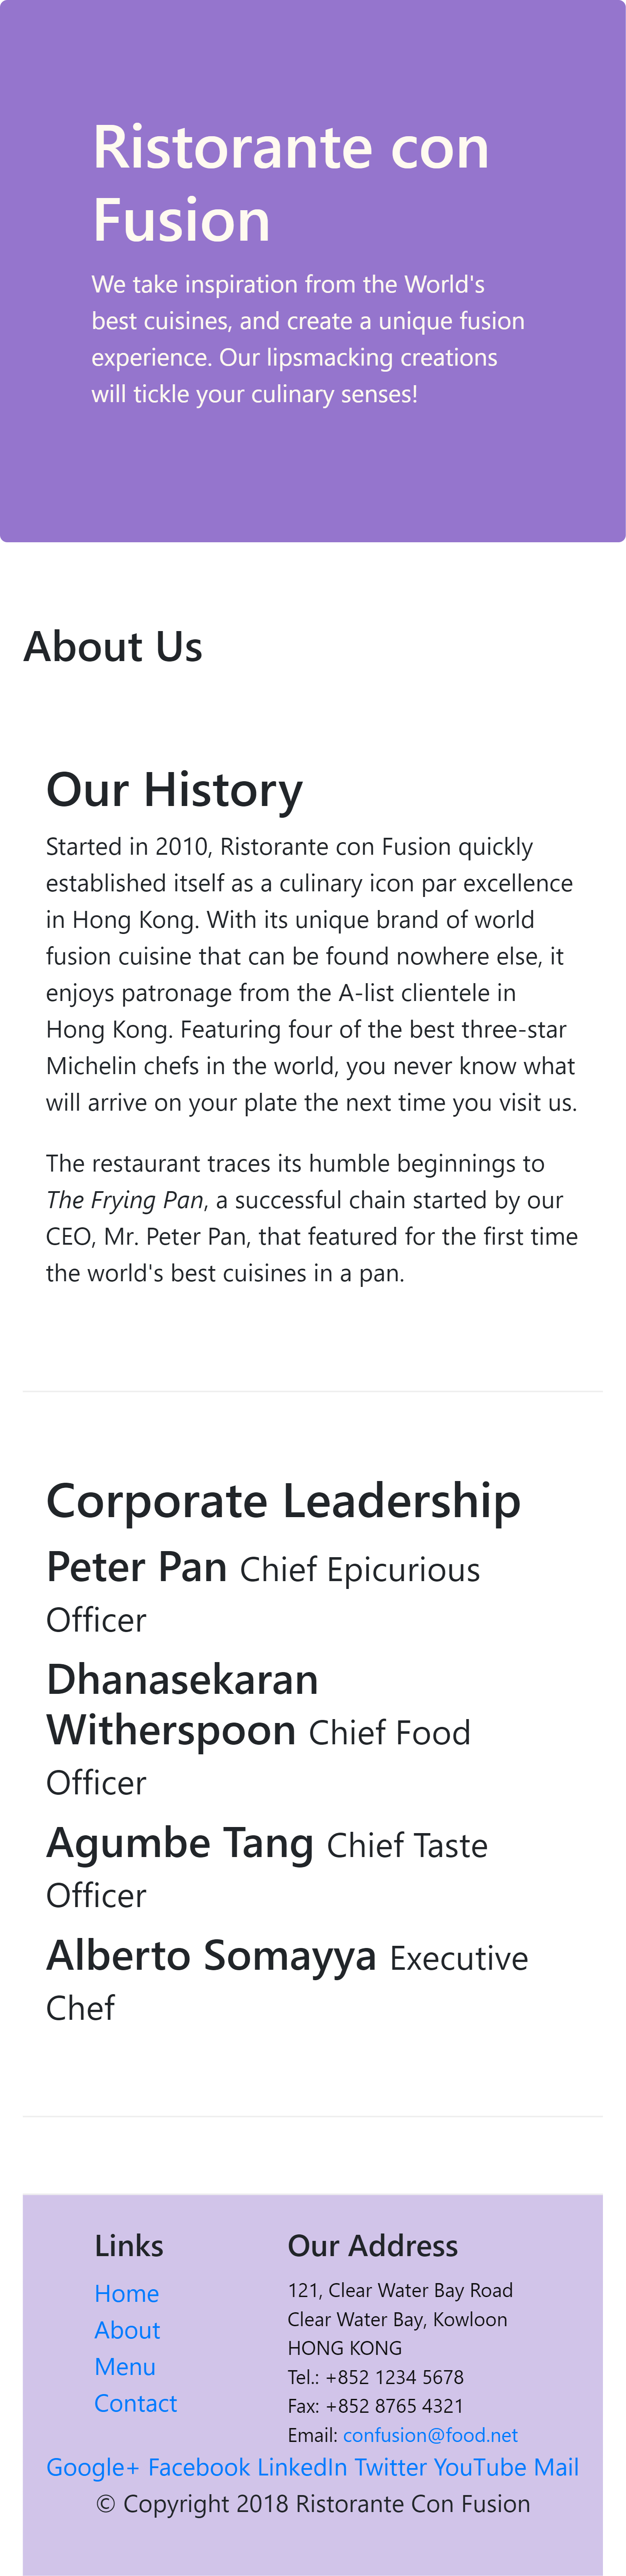 Ristorante con
Fusion
We take inspiration from the World's
best cuisines, and create a unique fusion
experience. Our lipsmacking creations
will tickle your culinary senses!
About Us
Our History
Started in 2010, Ristorante con Fusion quickly
established itself as a culinary icon par excellence
in Hong Kong. With its unique brand of world
fusion cuisine that can be found nowhere else, it
enjoys patronage from the A-list clientele in
Hong Kong. Featuring four of the best three-star
Michelin chefs in the world, you never know what
will arrive on your plate the next time you visit us.
The restaurant traces its humble beginnings to
The Frying Pan, a successful chain started by our
CEO, Mr. Peter Pan, that featured for the first time
the world's best cuisines in a pan.
Corporate Leadership
Peter Pan Chief Epicurious
Officer
Dhanasekaran
Witherspoon Chief Food
Officer
Agumbe Tang Chief Taste
Officer
Alberto Somayya Executive
Chef
Links
Home
About
Menu
Contact
Our Address
121, Clear Water Bay Road
Clear Water Bay, Kowloon
HONG KONG
Tel.: +852 1234 5678
Fax: +852 8765 4321
Email: confusion@food.net
Google+ Facebook LinkedIn Twitter YouTube Mail
© Copyright 2018 Ristorante Con Fusion